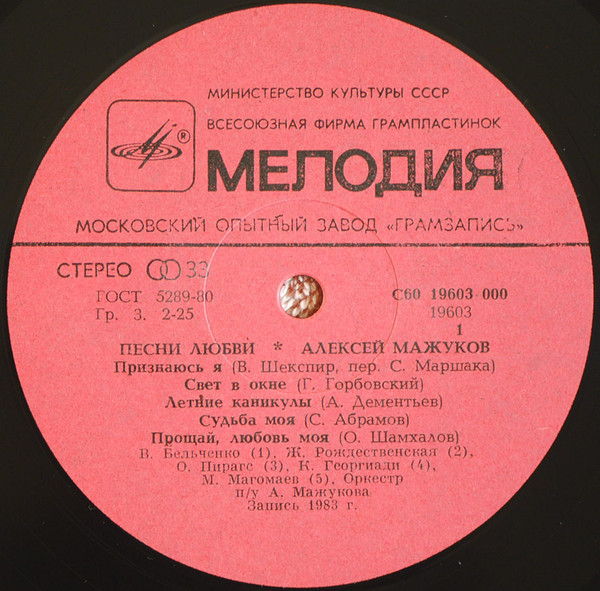 МИНИСТЕРСТВО КУЛЬТУРЫ СССР
ВСЕСОЮЗНАЯ ФИРМА ГРАМПЛАСТИНОК
®
МЕЛОДИЯ
МОСКОВСКИЙ ОПЫТНЫЙ ЗАВОД «ГРАМЗАПИСЬ»
СТЕРЕО 33
ГОСТ 5289-80 С60 19603 000
Гр. 3. 2-25 19603
1
ПЕСНИ ЛЮБВИ * АЛЕКСЕЙ МАЖУКОВ
Признаюсь я (В. Шекспир, пер. С. Маршака)
Свет в окне (Г. Горбовский)
Летние каникулы (А. Дементьев)
Судьба моя (С. Абрамов)
Прощай, любовь моя (О. Шамхалов)
В. Бельченко (1), Ж. Рождественская (2),
О. Пирагс (3), К. Георгиади (4),
М. Магомаев (5), Оркестр
п/у А. Мажукова
Запись 1983 г.